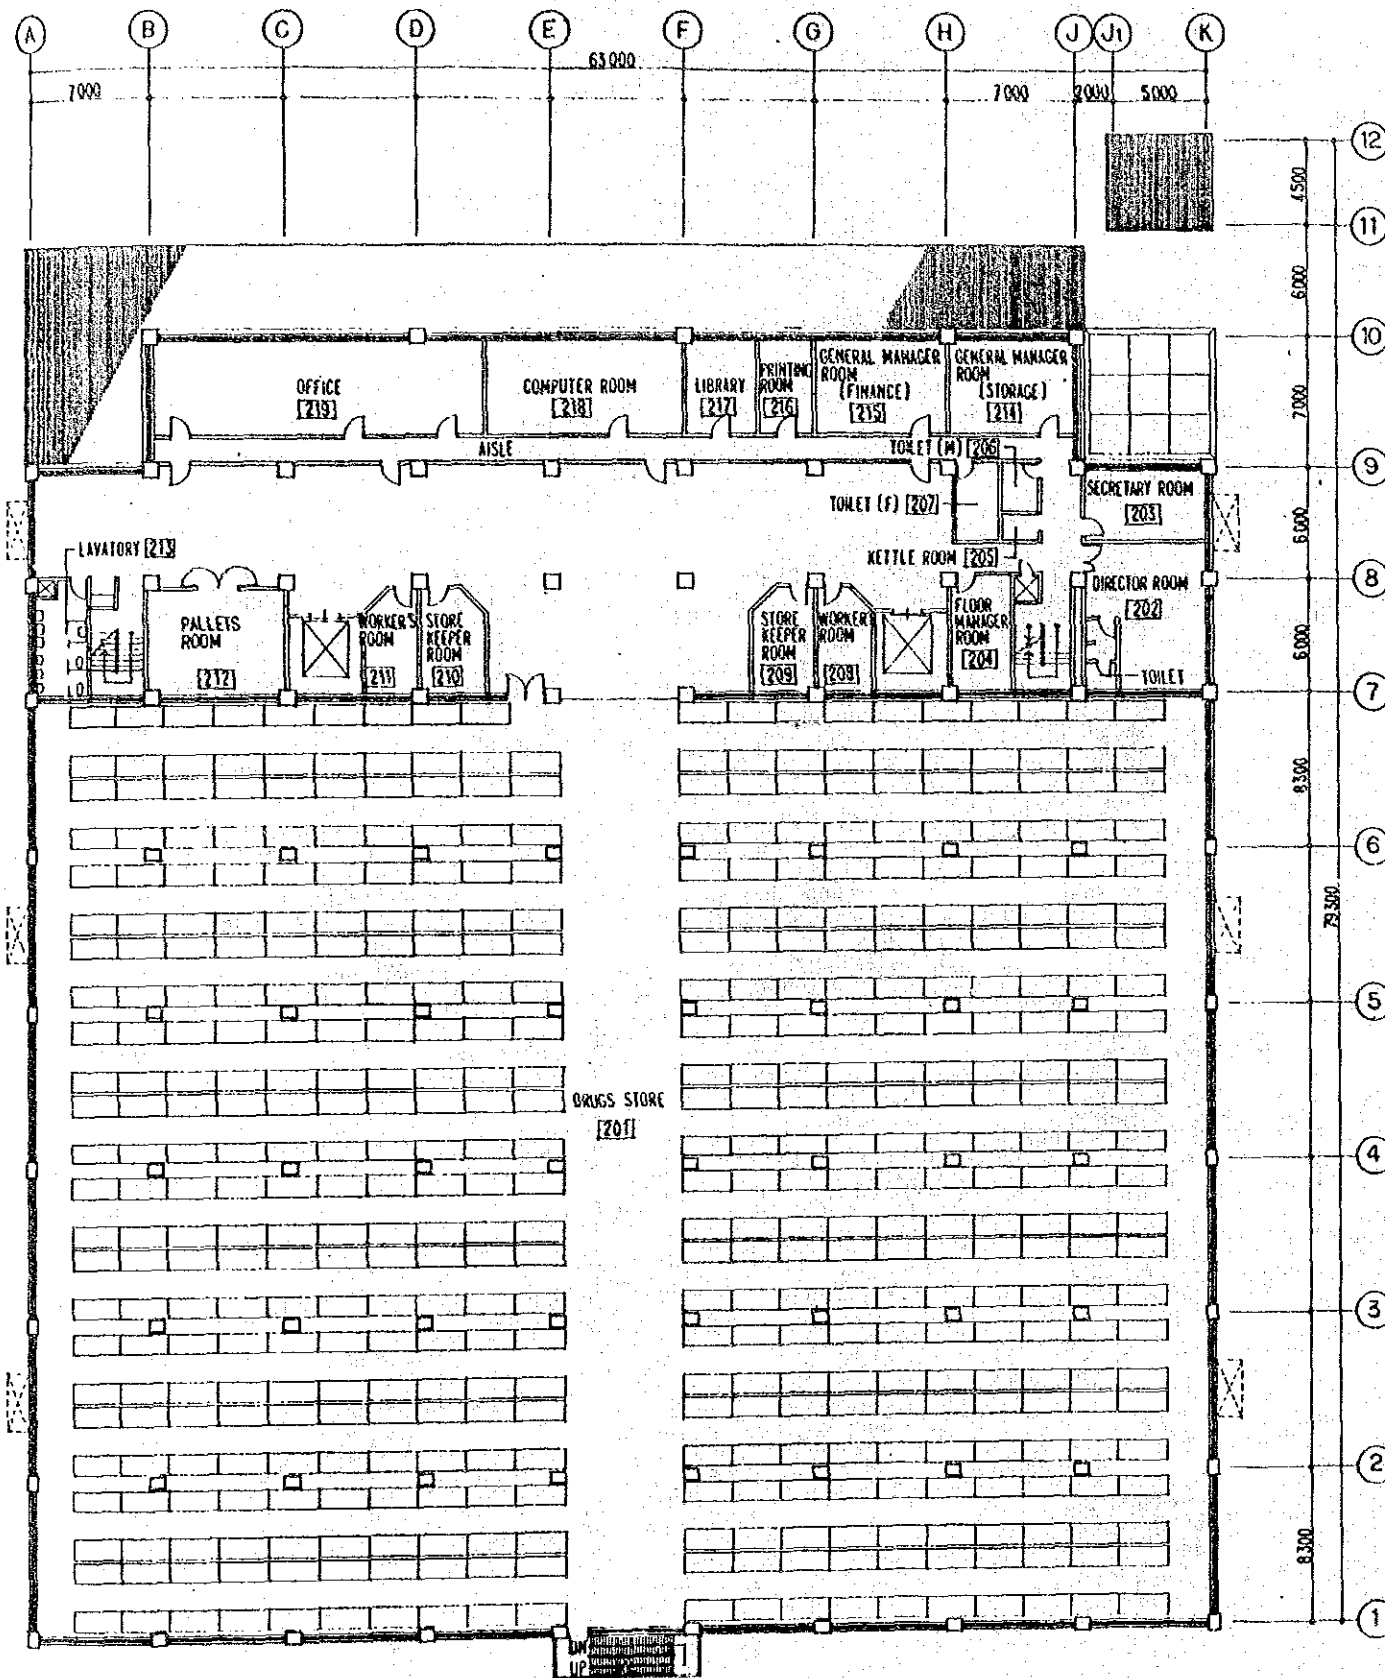 A B C D E F G H J J1 K
63000
7000 7000 2000 5000
12
4500
11
6000
10
OFFICE
[219]
COMPUTER ROOM
[218]
LIBRARY
[217]
PRINTING
ROOM
[216]
GENERAL MANAGER
ROOM
(FINANCE)
[215]
GENERAL MANAGER
ROOM
(STORAGE)
[214]
7000
AISLE
TOILET (M) [206]
9
SECRETARY ROOM
[203]
TOILET (F) [207]
6000
LAVATORY [213]
KETTLE ROOM [205]
8
PALLETS
ROOM
[212]
WORKER'S
ROOM
[211]
STORE
KEEPER
ROOM
[210]
STORE
KEEPER
ROOM
[209]
WORKER'S
ROOM
[208]
FLOOR
MANAGER
ROOM
[204]
DIRECTOR ROOM
[202]
6000
TOILET
7
8300
6
79300
5
DRUGS STORE
[201]
4
3
2
8300
1
DN
UP